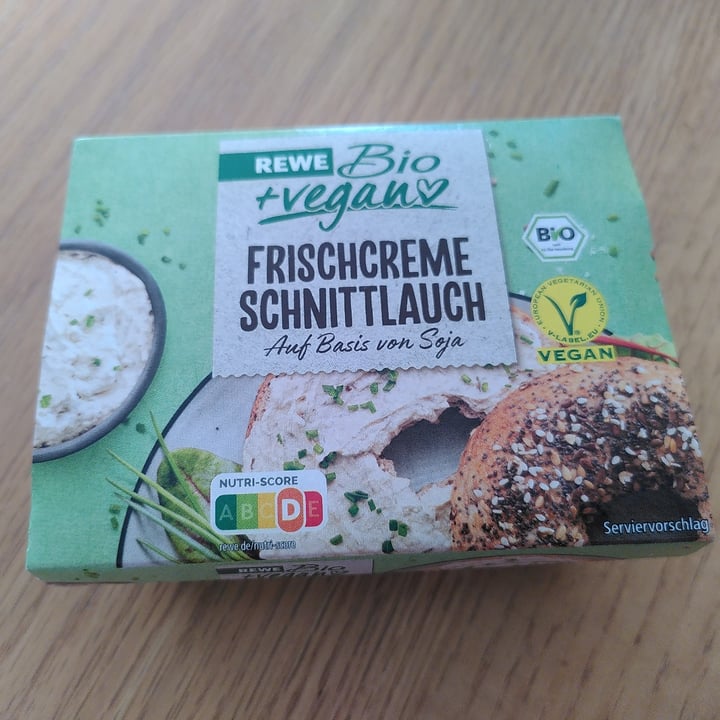 REWE Bio
+vegan
FRISCHCREME
SCHNITTLAUCH
Auf Basis von Soja
BIO
EUROPEAN VEGETARIAN UNION
V-LABEL.EU
VEGAN
NUTRI-SCORE
A B C D E
rewe.de/nutri-score
Serviervorschlag
REWE Bio
+vegan